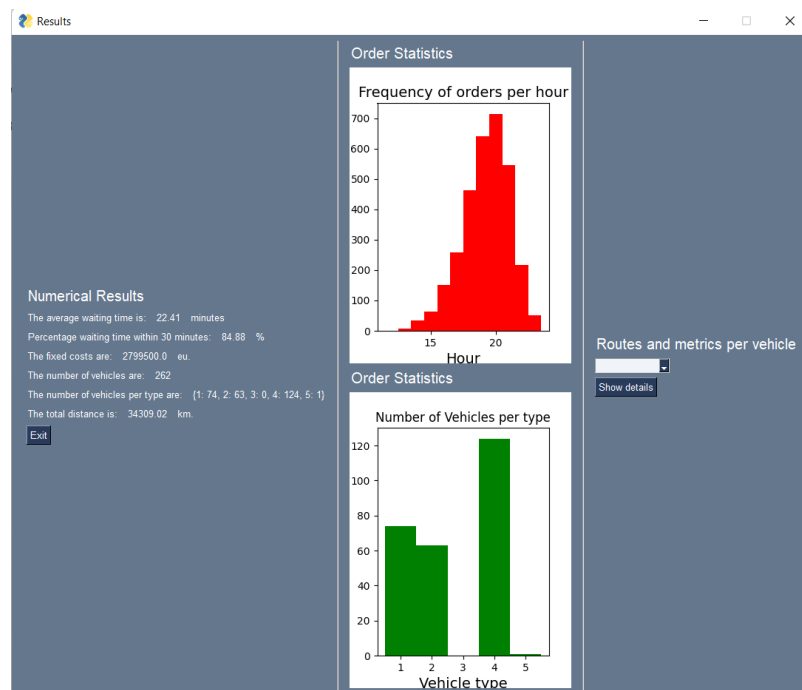 Results
Numerical Results
The average waiting time is: 22.41 minutes
Percentage waiting time within 30 minutes: 84.88 %
The fixed costs are: 2799500.0 eu.
The number of vehicles are: 262
The number of vehicles per type are: {1: 74, 2: 63, 3: 0, 4: 124, 5: 1}
The total distance is: 34309.02 km.
Exit
Order Statistics
Frequency of orders per hour
700
600
500
400
300
200
100
0
15 20
Hour
Order Statistics
Number of Vehicles per type
120
100
80
60
40
20
0
1 2 3 4 5
Vehicle type
Routes and metrics per vehicle
Show details